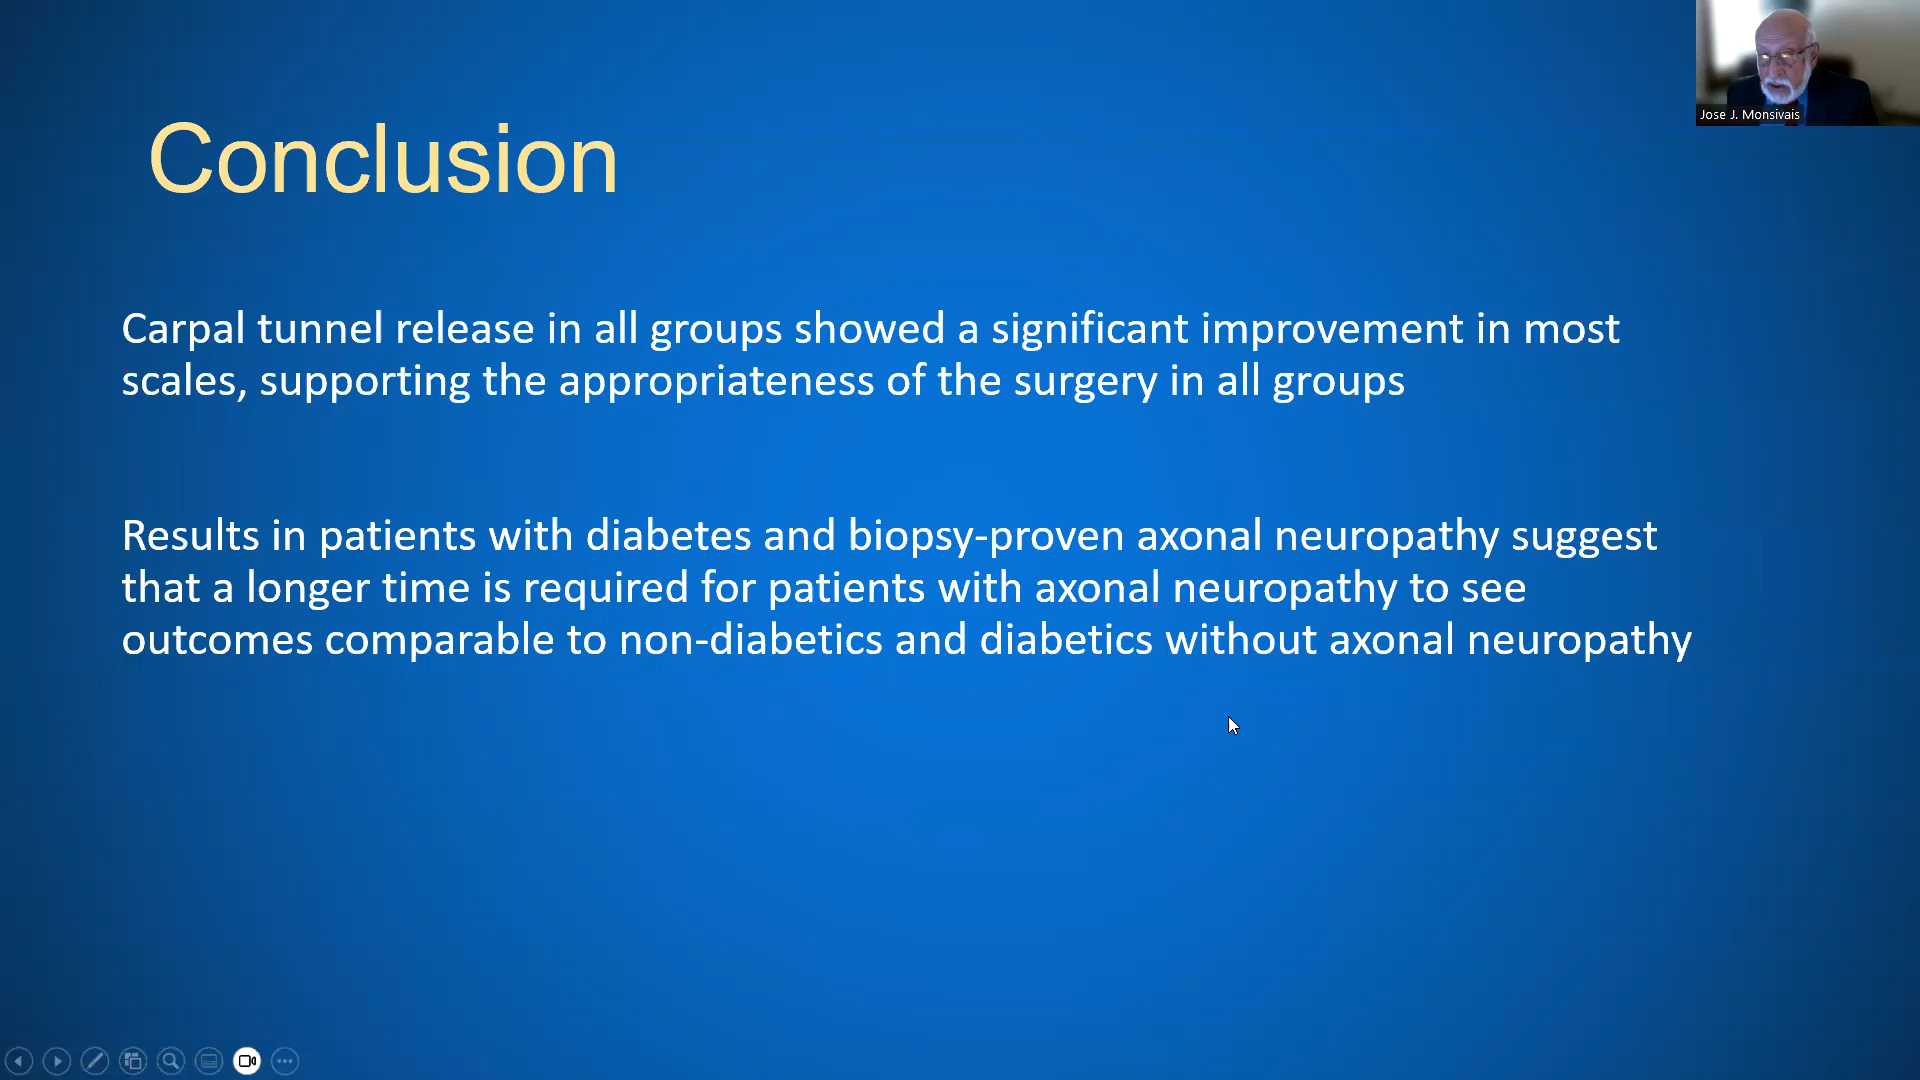 Jose J. Monsivais
Conclusion
Carpal tunnel release in all groups showed a significant improvement in most
scales, supporting the appropriateness of the surgery in all groups
Results in patients with diabetes and biopsy-proven axonal neuropathy suggest
that a longer time is required for patients with axonal neuropathy to see
outcomes comparable to non-diabetics and diabetics without axonal neuropathy